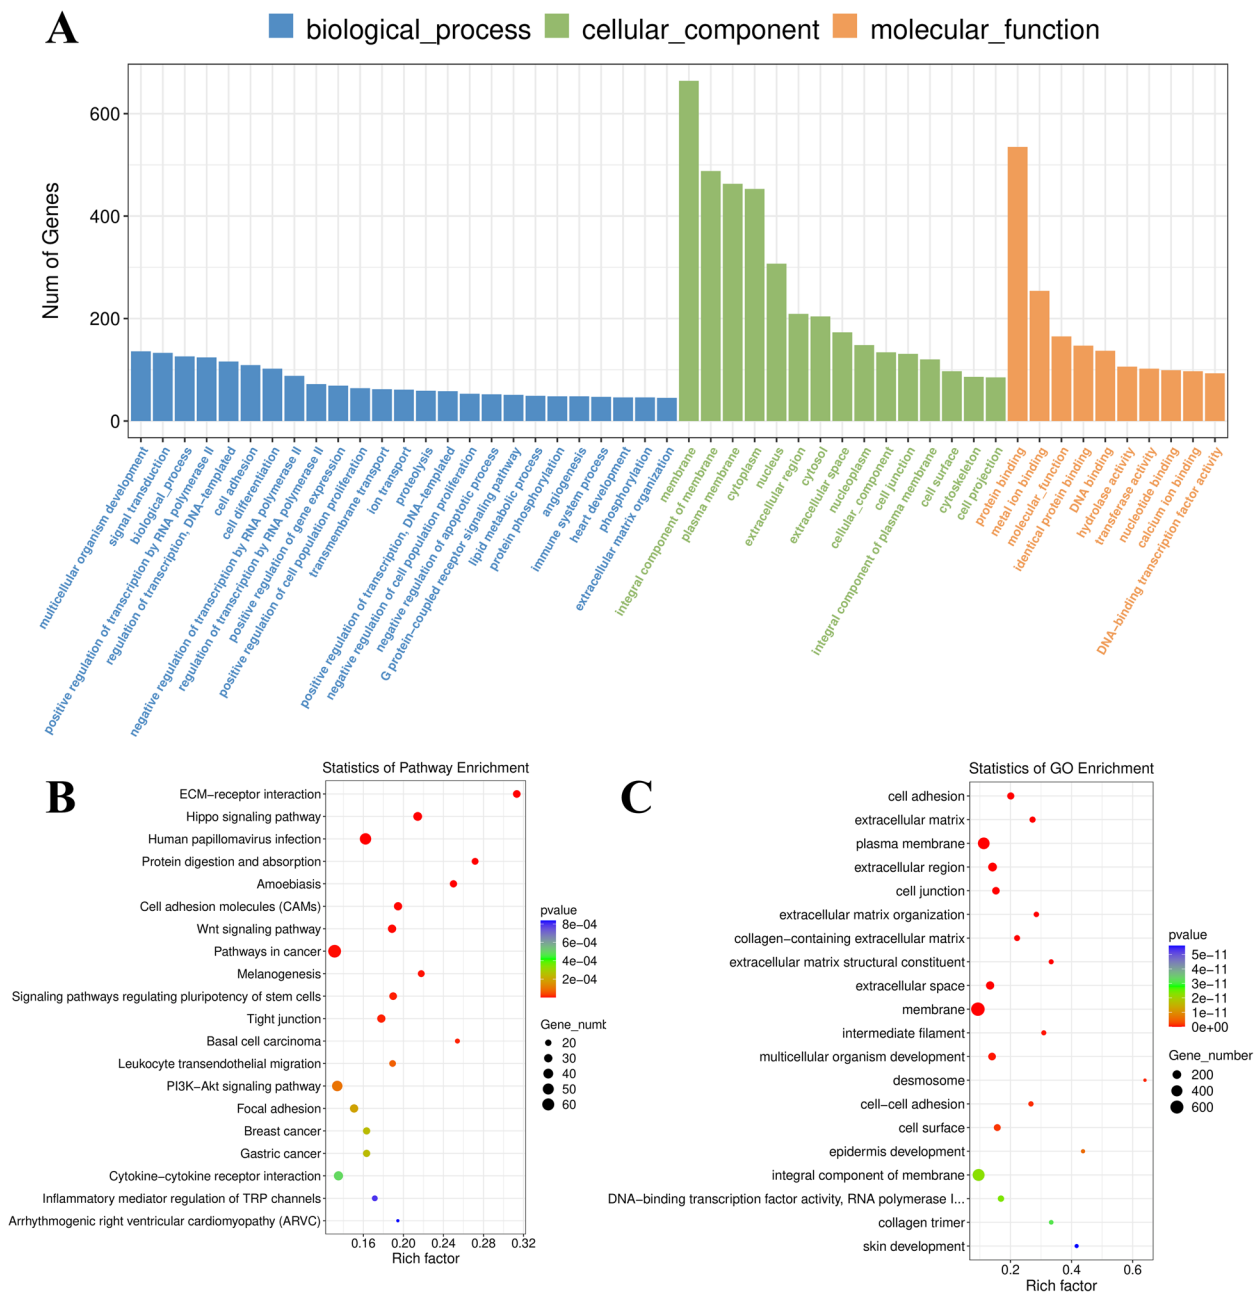 A
biological_process cellular_component molecular_function
Num of Genes
600
400
200
0
multicellular organism development
signal transduction
biological_process
positive regulation of transcription by RNA polymerase II
regulation of transcription, DNA−templated
cell adhesion
cell differentiation
negative regulation of transcription by RNA polymerase II
regulation of transcription by RNA polymerase II
positive regulation of gene expression
positive regulation of cell population proliferation
transmembrane transport
ion transport
proteolysis
positive regulation of transcription, DNA−templated
negative regulation of cell population proliferation
negative regulation of apoptotic process
G protein−coupled receptor signaling pathway
lipid metabolic process
protein phosphorylation
angiogenesis
immune system process
heart development
phosphorylation
extracellular matrix organization
membrane
integral component of membrane
plasma membrane
cytoplasm
nucleus
extracellular region
cytosol
extracellular space
nucleoplasm
cellular_component
cell junction
integral component of plasma membrane
cell surface
cytoskeleton
cell projection
protein binding
metal ion binding
molecular_function
identical protein binding
DNA binding
hydrolase activity
transferase activity
nucleotide binding
calcium ion binding
DNA−binding transcription factor activity
B
Statistics of Pathway Enrichment
ECM−receptor interaction
Hippo signaling pathway
Human papillomavirus infection
Protein digestion and absorption
Amoebiasis
Cell adhesion molecules (CAMs)
Wnt signaling pathway
Pathways in cancer
Melanogenesis
Signaling pathways regulating pluripotency of stem cells
Tight junction
Basal cell carcinoma
Leukocyte transendothelial migration
PI3K−Akt signaling pathway
Focal adhesion
Breast cancer
Gastric cancer
Cytokine−cytokine receptor interaction
Inflammatory mediator regulation of TRP channels
Arrhythmogenic right ventricular cardiomyopathy (ARVC)
0.16 0.20 0.24 0.28 0.32
Rich factor
pvalue
8e−04
6e−04
4e−04
2e−04
Gene_numb
20
30
40
50
60
C
Statistics of GO Enrichment
cell adhesion
extracellular matrix
plasma membrane
extracellular region
cell junction
extracellular matrix organization
collagen−containing extracellular matrix
extracellular matrix structural constituent
extracellular space
membrane
intermediate filament
multicellular organism development
desmosome
cell−cell adhesion
cell surface
epidermis development
integral component of membrane
DNA−binding transcription factor activity, RNA polymerase I...
collagen trimer
skin development
0.2 0.4 0.6
Rich factor
pvalue
5e−11
4e−11
3e−11
2e−11
1e−11
0e+00
Gene_number
200
400
600